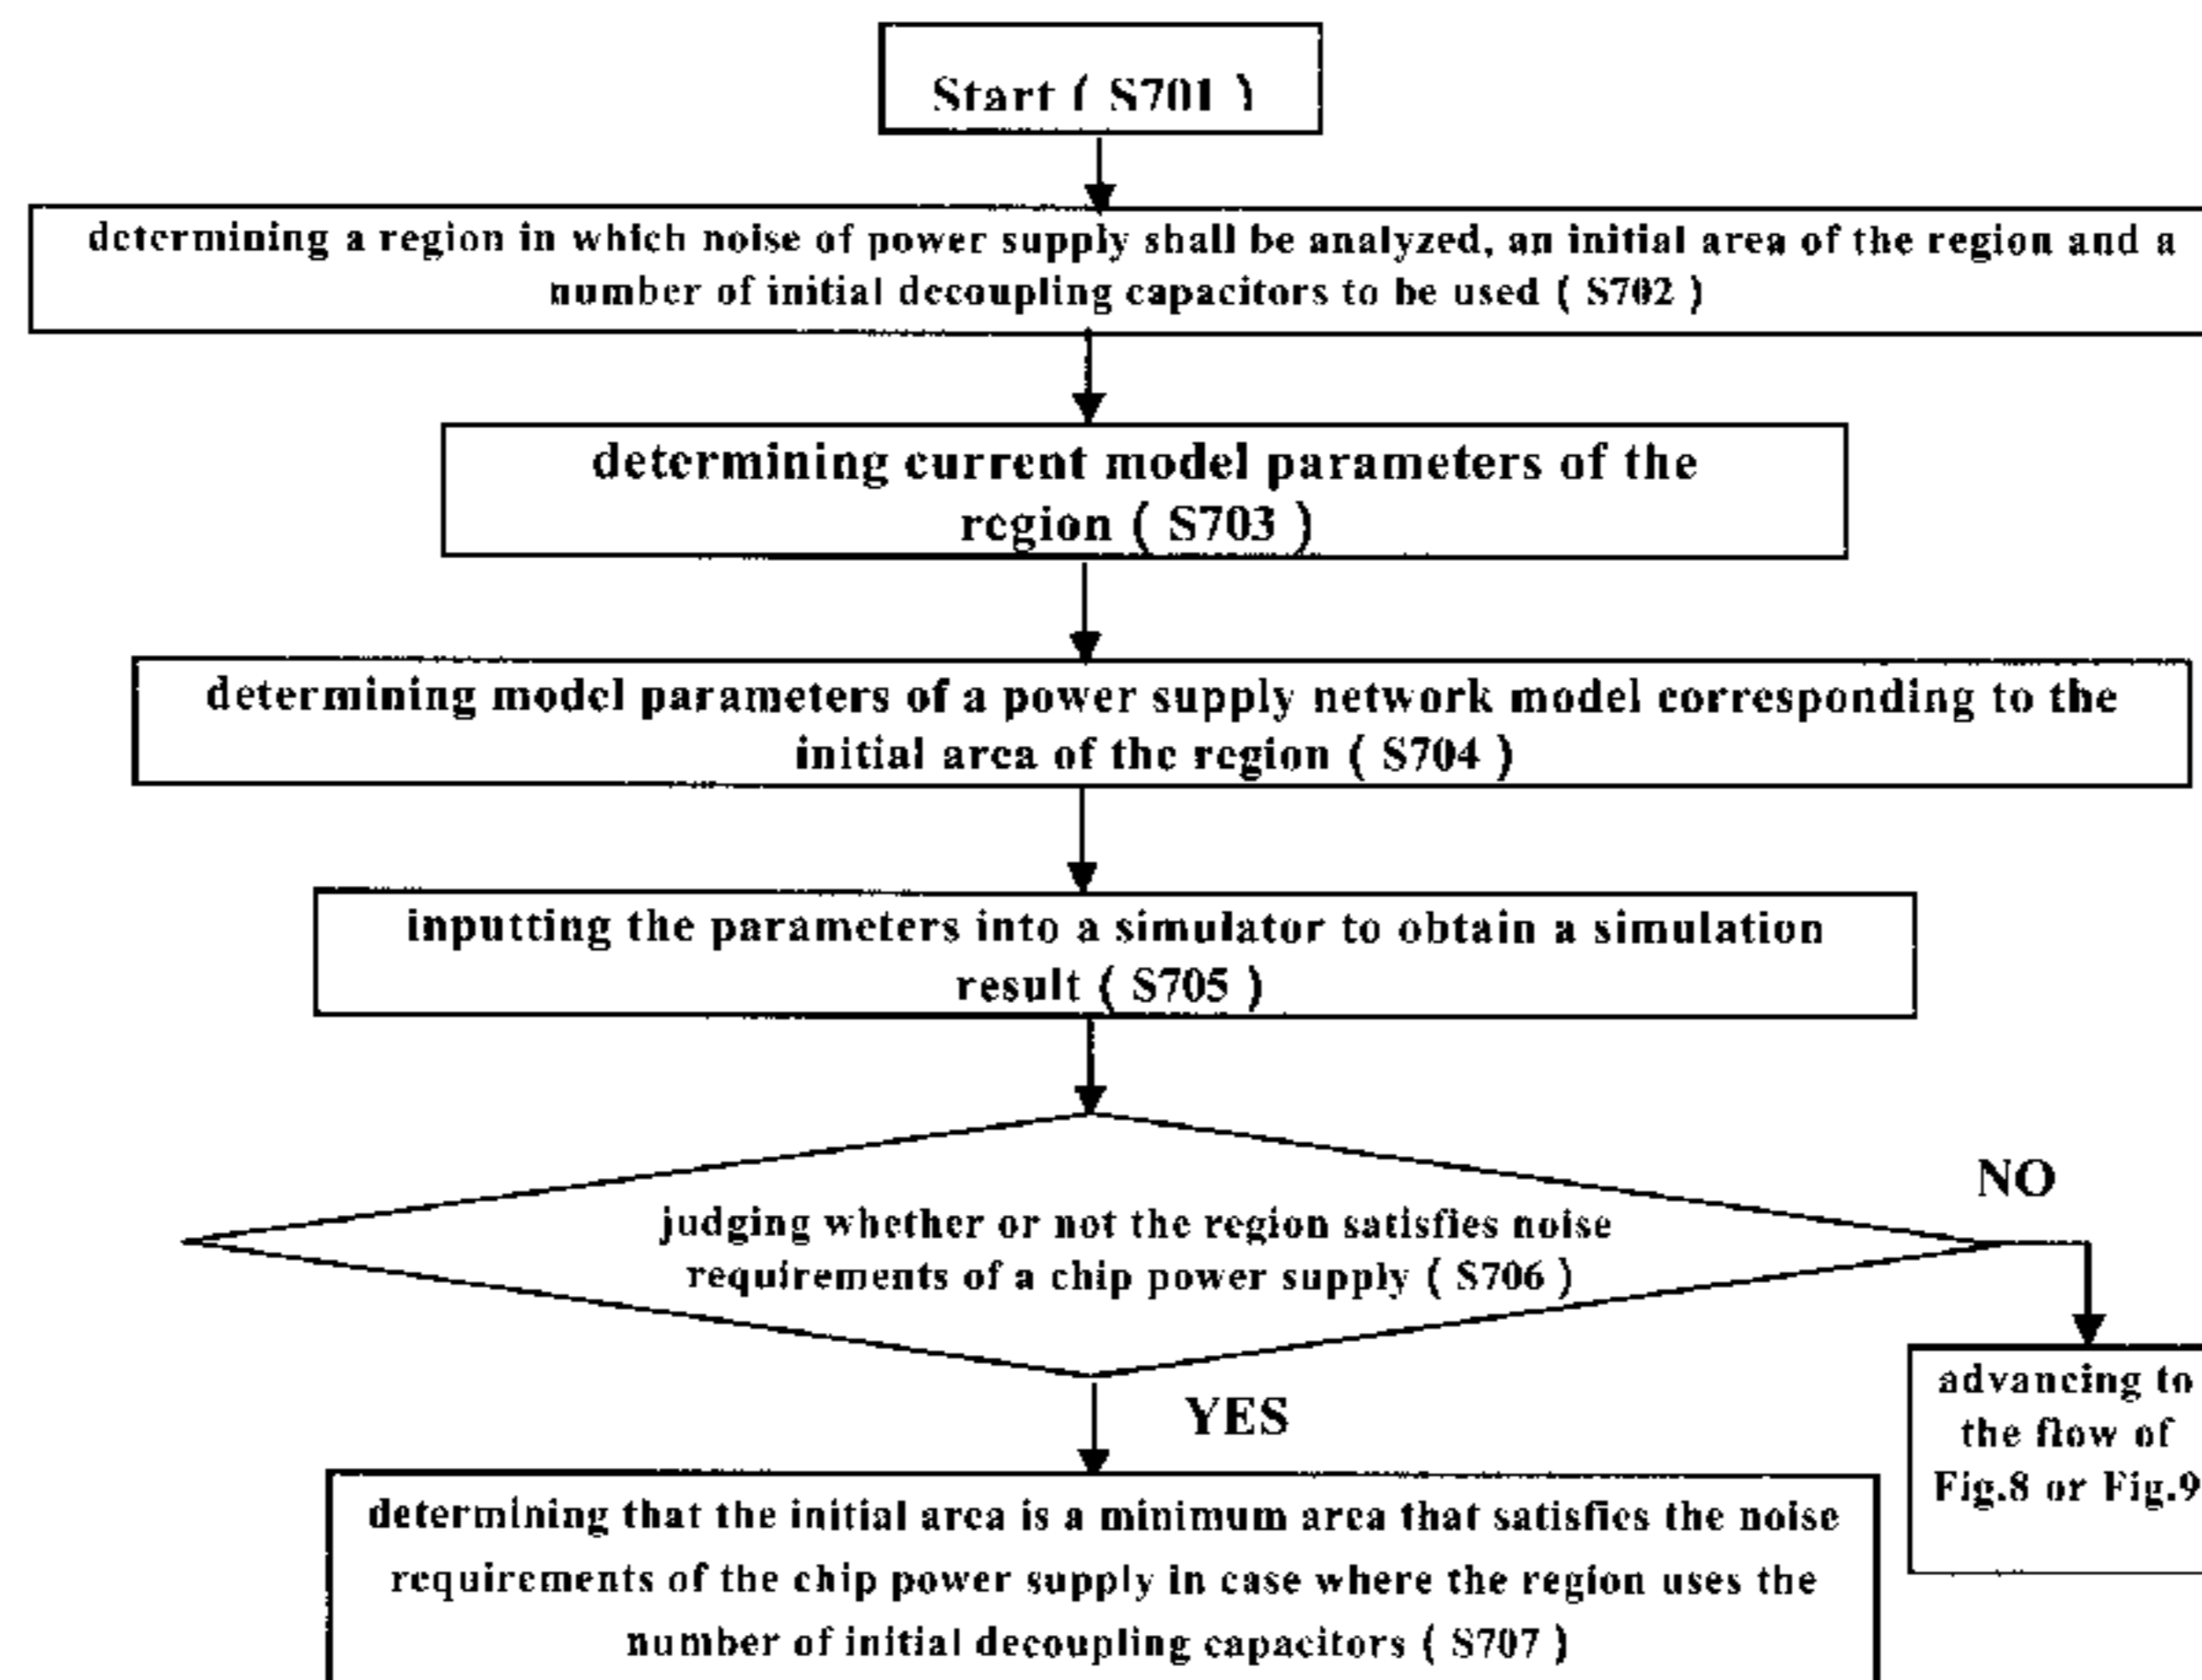 Start ( S701 )
determining a region in which noise of power supply shall be analyzed, an initial area of the region and a
number of initial decoupling capacitors to be used ( S702 )
determining current model parameters of the
region ( S703 )
determining model parameters of a power supply network model corresponding to the
initial area of the region ( S704 )
inputting the parameters into a simulator to obtain a simulation
result ( S705 )
judging whether or not the region satisfies noise
requirements of a chip power supply ( S706 )
NO
advancing to
the flow of
Fig.8 or Fig.9
YES
determining that the initial area is a minimum area that satisfies the noise
requirements of the chip power supply in case where the region uses the
number of initial decoupling capacitors ( S707 )